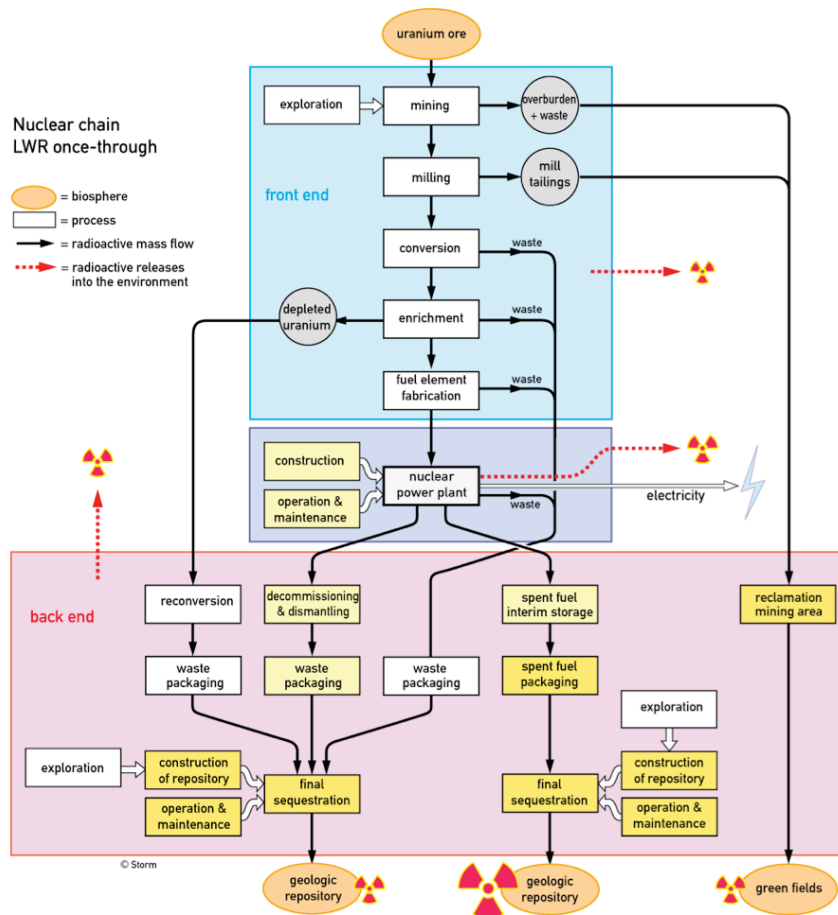 uranium ore
exploration
mining
overburden
+ waste
Nuclear chain
LWR once-through
milling
mill
tailings
front end
= biosphere
= process
= radioactive mass flow
= radioactive releases
into the environment
conversion
waste
depleted
uranium
enrichment
waste
fuel element
fabrication
waste
construction
nuclear
power plant
operation &
maintenance
waste
electricity
back end
reconversion
decommissioning
& dismantling
spent fuel
interim storage
reclamation
mining area
waste
packaging
waste
packaging
waste
packaging
spent fuel
packaging
exploration
exploration
construction
of repository
final
sequestration
operation &
maintenance
final
sequestration
construction
of repository
operation &
maintenance
© Storm
geologic
repository
geologic
repository
green fields